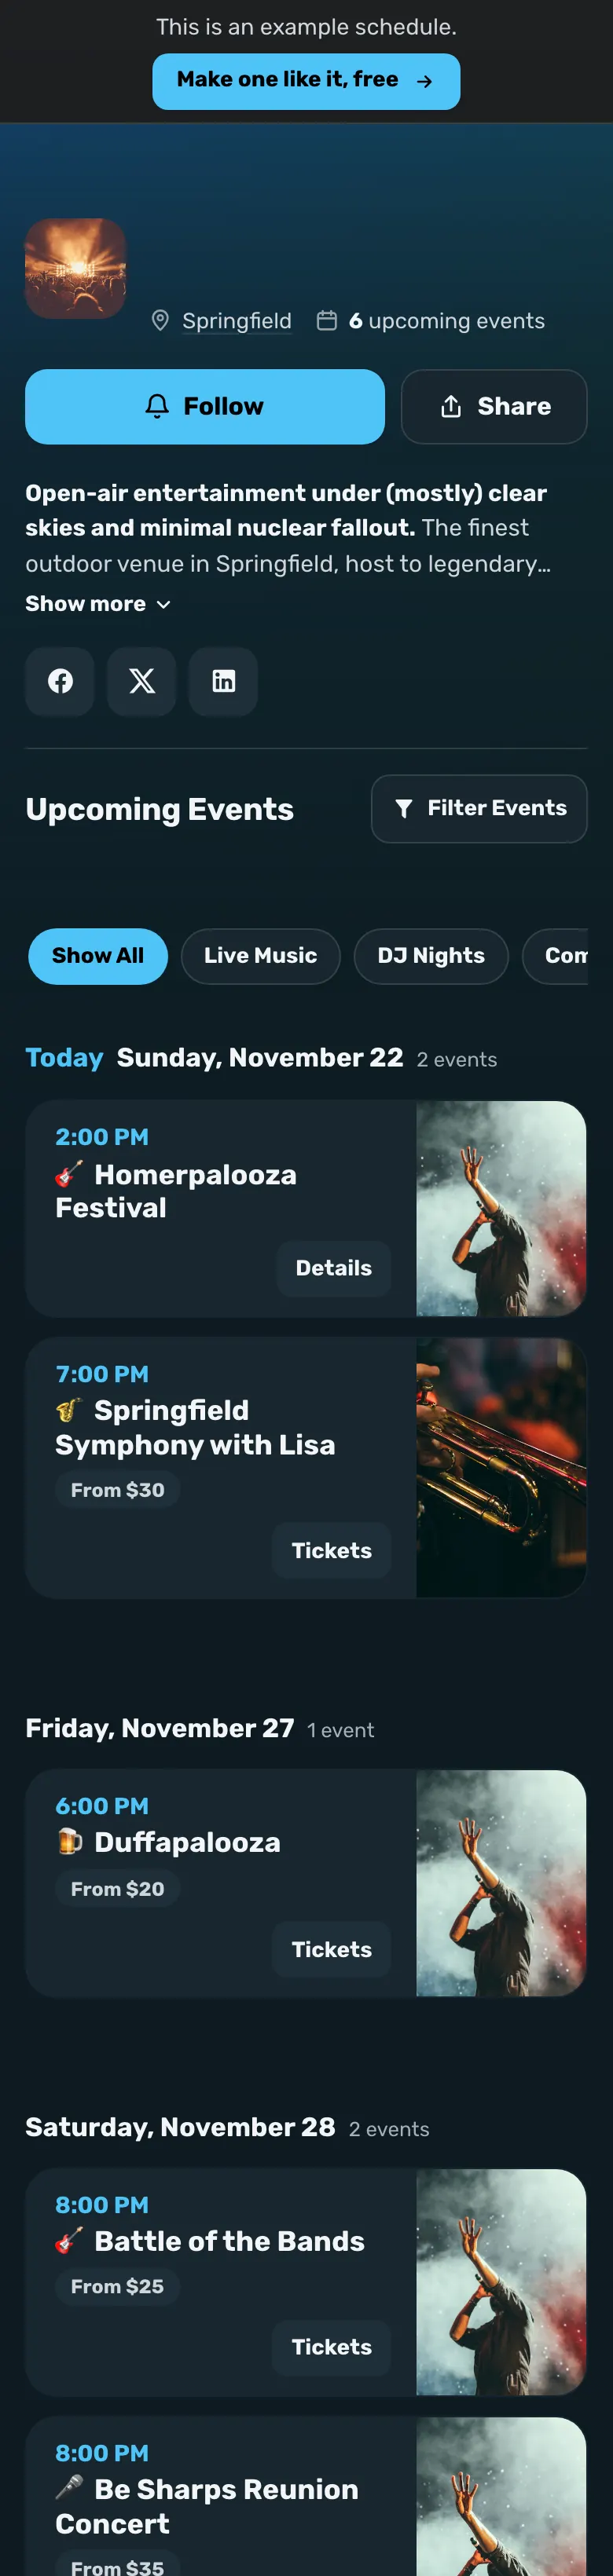 This is an example schedule.
Make one like it, free →
Springfield 6 upcoming events
Follow Share
Open-air entertainment under (mostly) clear
skies and minimal nuclear fallout. The finest
outdoor venue in Springfield, host to legendary…
Show more
Upcoming Events Filter Events
Show All Live Music DJ Nights Com
Today Sunday, November 22 2 events
2:00 PM
🎸 Homerpalooza
Festival
Details
7:00 PM
🎷 Springfield
Symphony with Lisa
From $30
Tickets
Friday, November 27 1 event
6:00 PM
🍺 Duffapalooza
From $20
Tickets
Saturday, November 28 2 events
8:00 PM
🎸 Battle of the Bands
From $25
Tickets
8:00 PM
🎤 Be Sharps Reunion
Concert
From $35